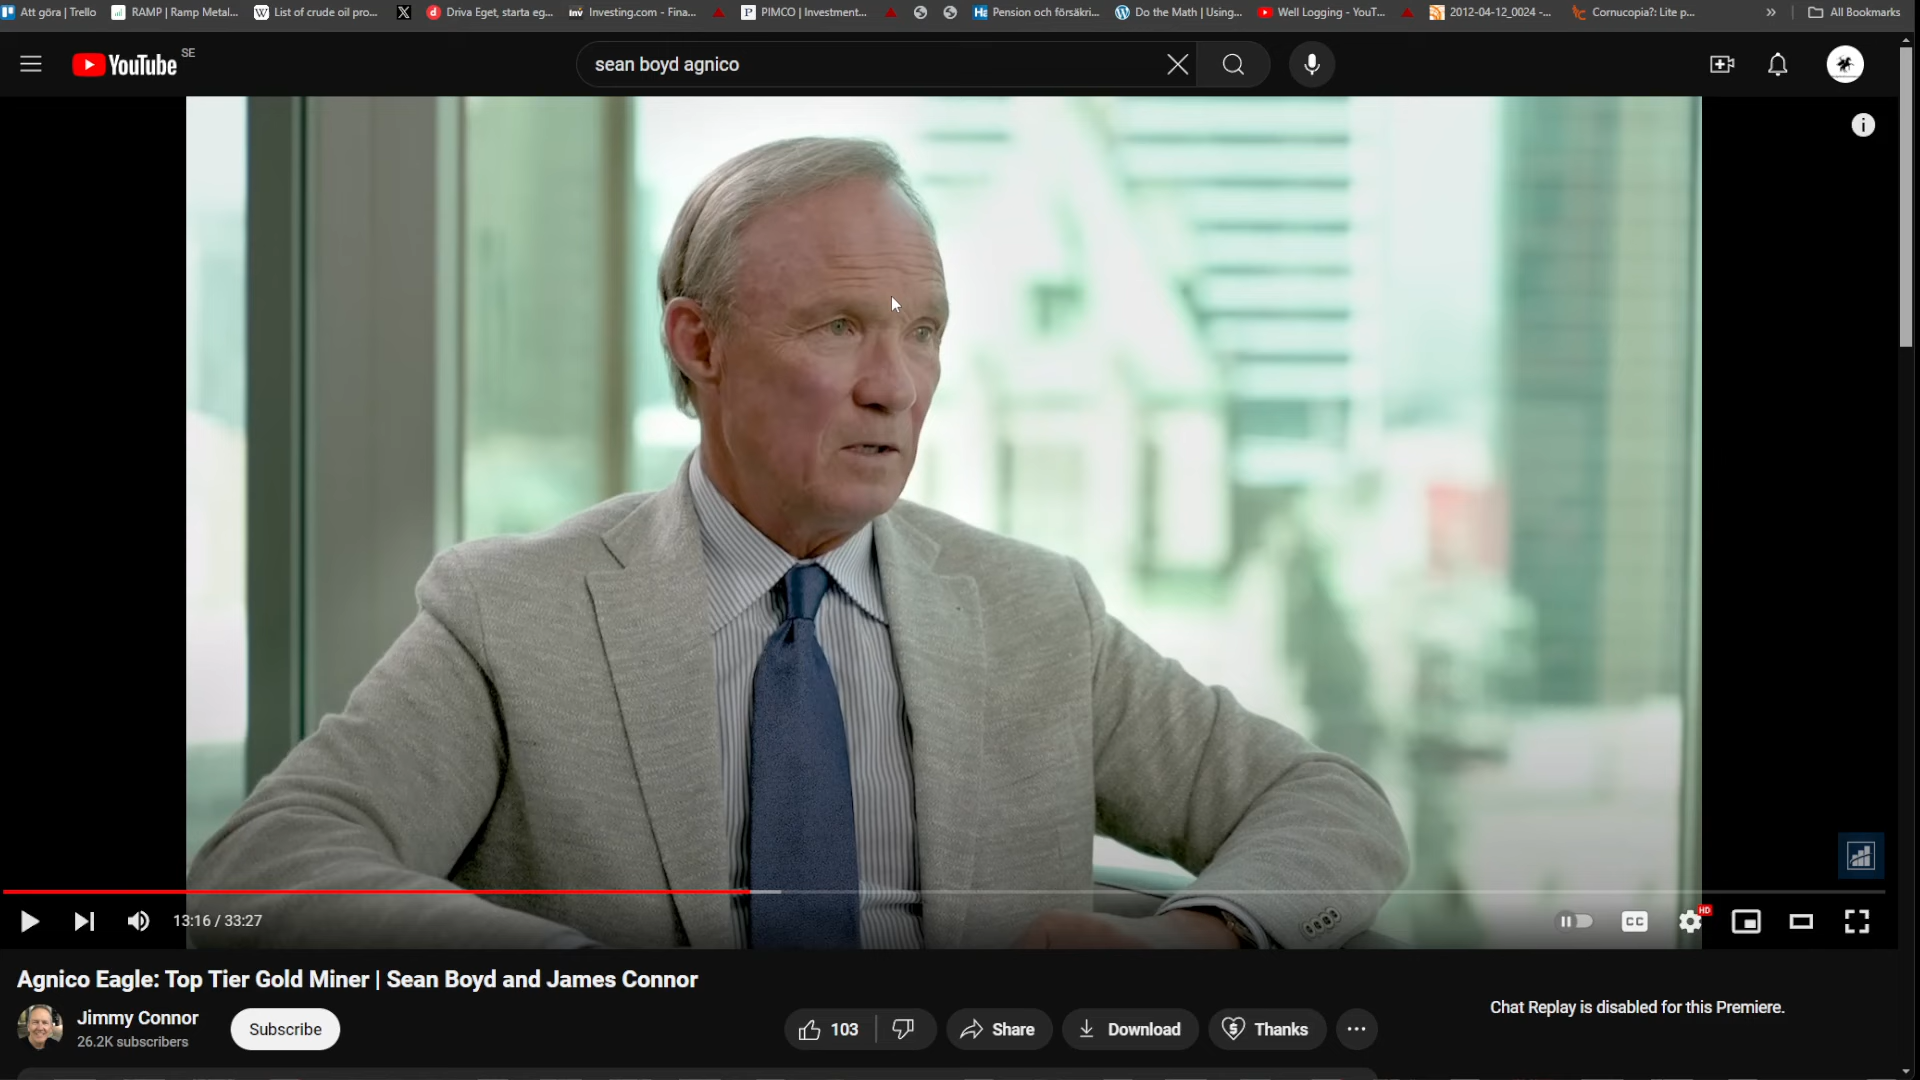 Att göra | Trello
RAMP | Ramp Metal...
List of crude oil pro...
Driva Eget, starta eg...
Investing.com - Fina...
PIMCO | Investment...
Pension och försäkri...
Do the Math | Using...
Well Logging - YouT...
2012-04-12_0024 -...
Cornucopia?: Lite p...
All Bookmarks
YouTube SE
sean boyd agnico
13:16 / 33:27
CC
HD
Agnico Eagle: Top Tier Gold Miner | Sean Boyd and James Connor
Jimmy Connor
26.2K subscribers
Subscribe
103
Share
Download
Thanks
Chat Replay is disabled for this Premiere.